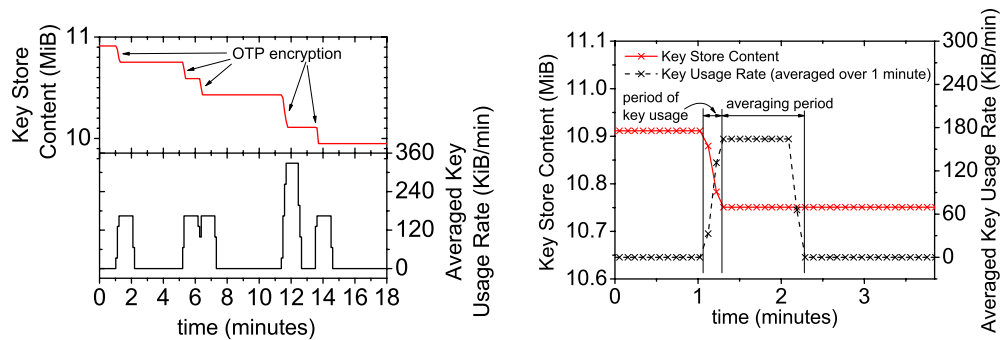 11
10
Key Store
Content (MiB)
OTP encryption
360
240
120
0
Averaged Key
Usage Rate (KiB/min)
0 2 4 6 8 10 12 14 16 18
time (minutes)
11.1
11.0
10.9
10.8
10.7
10.6
Key Store Content (MiB)
Key Store Content
Key Usage Rate (averaged over 1 minute)
period of
key usage
averaging period
300
240
180
120
60
0
Averaged Key Usage Rate (KiB/min)
0 1 2 3
time (minutes)